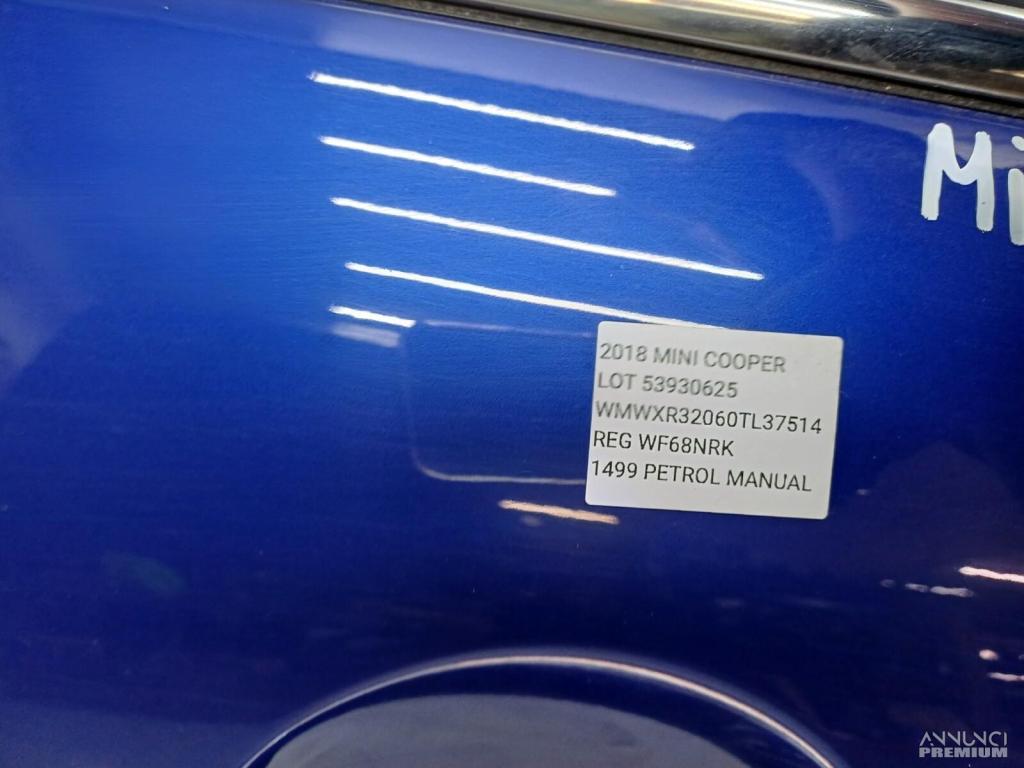 Mi
2018 MINI COOPER
LOT 53930625
WMWXR32060TL37514
REG WF68NRK
1499 PETROL MANUAL
ANNUNCI
PREMIUM